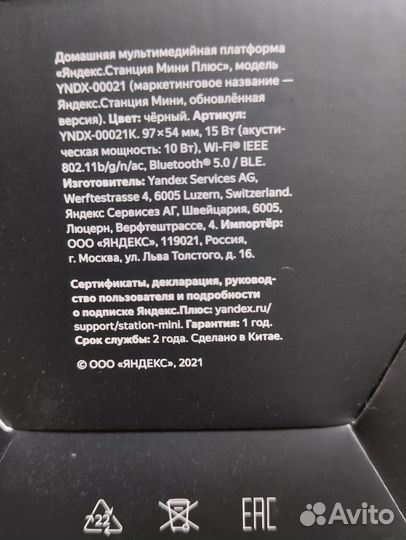 Домашняя мультимедийная платформа
«Яндекс.Станция Мини Плюс», модель
YNDX-00021 (маркетинговое название —
Яндекс.Станция Мини, обновлённая
версия). Цвет: чёрный. Артикул:
YNDX-00021K. 97×54 мм, 15 Вт (акусти-
ческая мощность: 10 Вт), Wi-Fi® IEEE
802.11b/g/n/ac, Bluetooth® 5.0 / BLE.
Изготовитель: Yandex Services AG,
Werftestrasse 4, 6005 Luzern, Switzerland.
Яндекс Сервисез АГ, Швейцария, 6005,
Люцерн, Верфтештрассе, 4. Импортёр:
ООО «ЯНДЕКС», 119021, Россия,
г. Москва, ул. Льва Толстого, д. 16.
Сертификаты, декларация, руковод-
ство пользователя и подробности
о подписке Яндекс.Плюс: yandex.ru/
support/station-mini. Гарантия: 1 год.
Срок службы: 2 года. Сделано в Китае.
© ООО «ЯНДЕКС», 2021
22
EAC
Avito